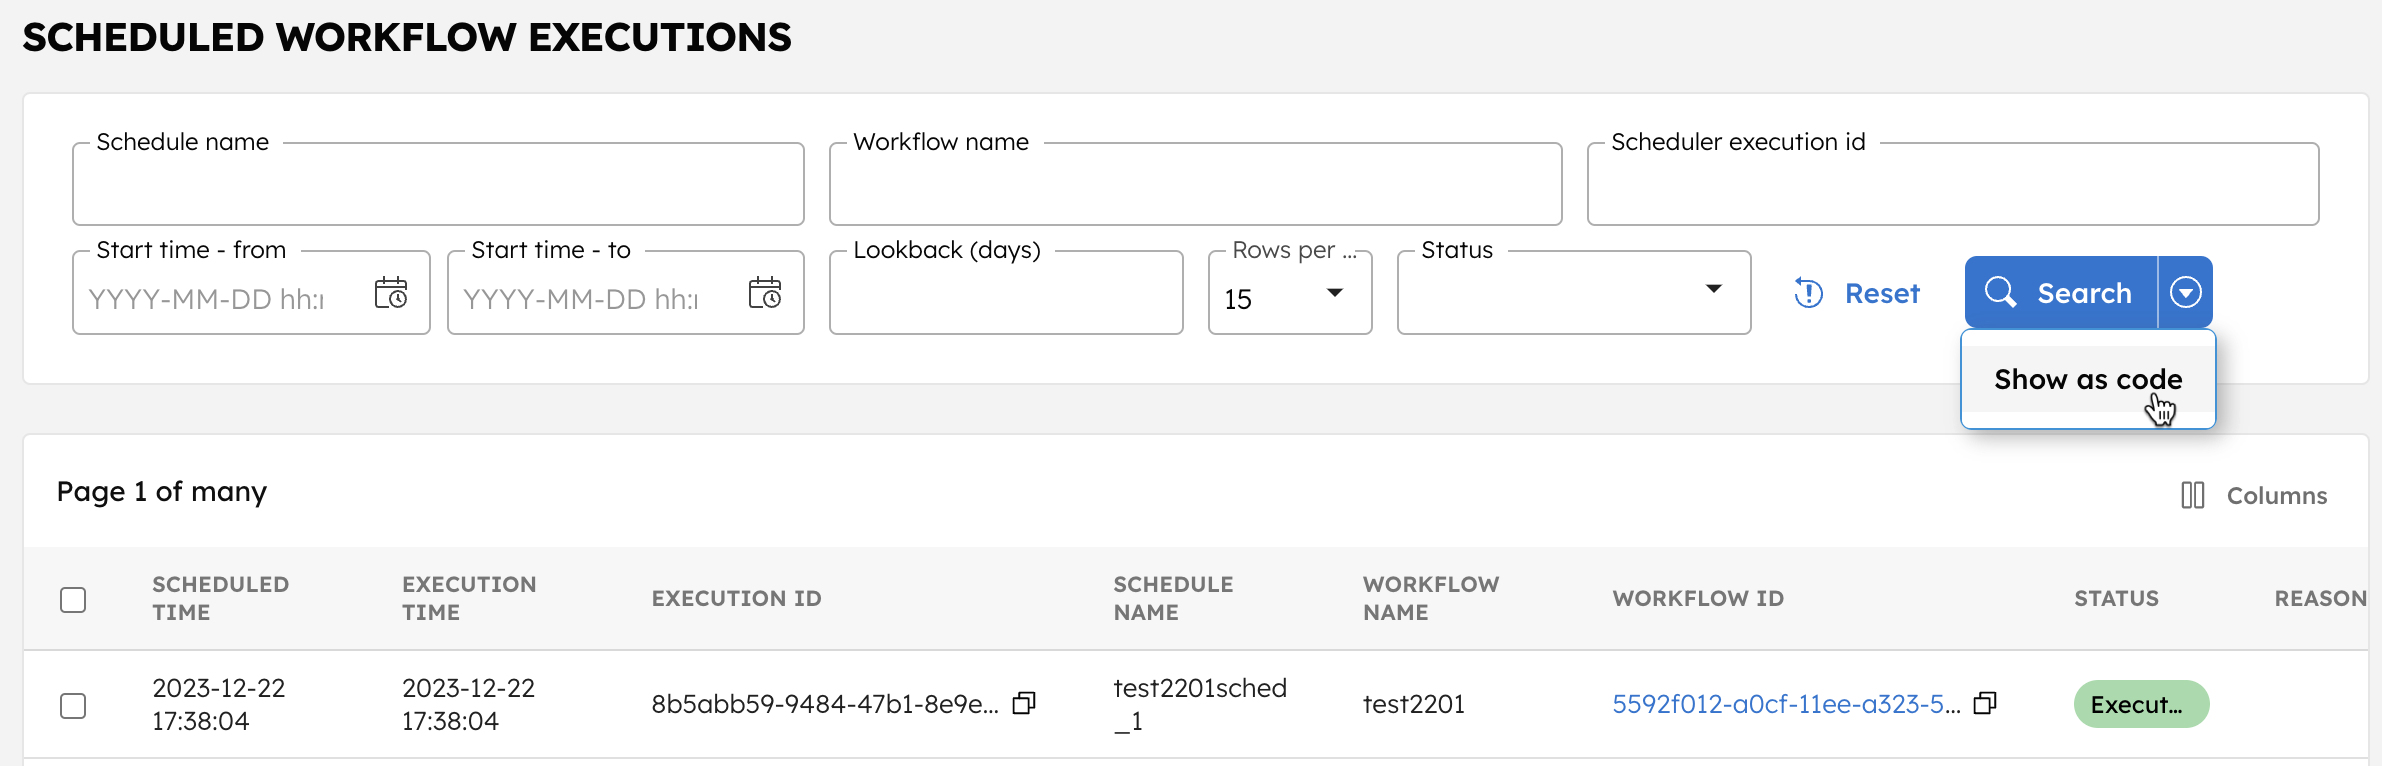 SCHEDULED WORKFLOW EXECUTIONS
Schedule name
Workflow name
Scheduler execution id
Start time - from
Start time - to
Lookback (days)
Rows per ...
Status
YYYY-MM-DD hh:
YYYY-MM-DD hh:
15
Reset
Search
Show as code
Page 1 of many
Columns
SCHEDULED TIME
EXECUTION TIME
EXECUTION ID
SCHEDULE NAME
WORKFLOW NAME
WORKFLOW ID
STATUS
REASON
2023-12-22
17:38:04
2023-12-22
17:38:04
8b5abb59-9484-47b1-8e9e...
test2201sched
_1
test2201
5592f012-a0cf-11ee-a323-5...
Execut...